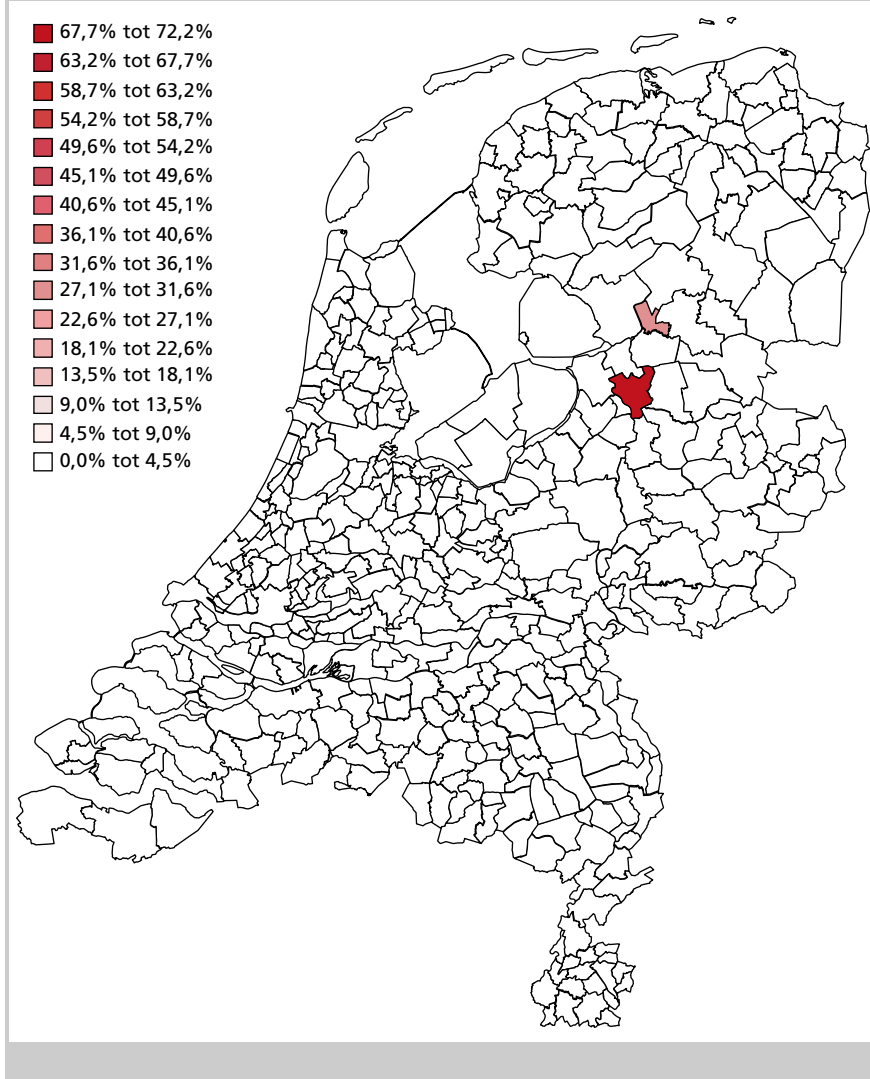 67,7% tot 72,2%
63,2% tot 67,7%
58,7% tot 63,2%
54,2% tot 58,7%
49,6% tot 54,2%
45,1% tot 49,6%
40,6% tot 45,1%
36,1% tot 40,6%
31,6% tot 36,1%
27,1% tot 31,6%
22,6% tot 27,1%
18,1% tot 22,6%
13,5% tot 18,1%
9,0% tot 13,5%
4,5% tot 9,0%
0,0% tot 4,5%